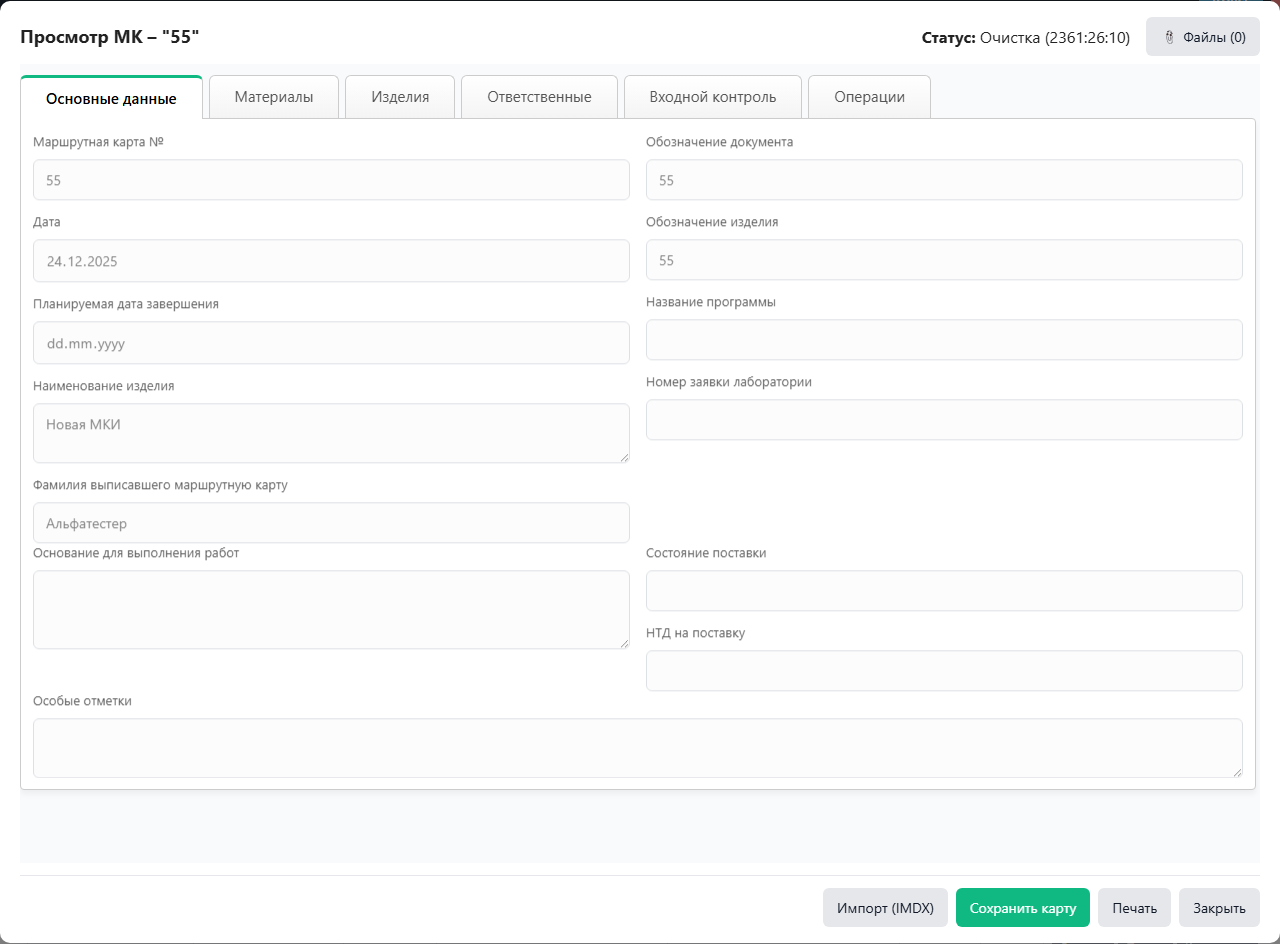 Просмотр МК – "55"
Статус: Очистка (2361:26:10)
Файлы (0)
Основные данные
Материалы
Изделия
Ответственные
Входной контроль
Операции
Маршрутная карта №
55
Обозначение документа
55
Дата
24.12.2025
Обозначение изделия
55
Планируемая дата завершения
dd.mm.yyyy
Название программы
Наименование изделия
Новая МКИ
Номер заявки лаборатории
Фамилия выписавшего маршрутную карту
Альфатестер
Основание для выполнения работ
Состояние поставки
НТД на поставку
Особые отметки
Импорт (IMDX)
Сохранить карту
Печать
Закрыть